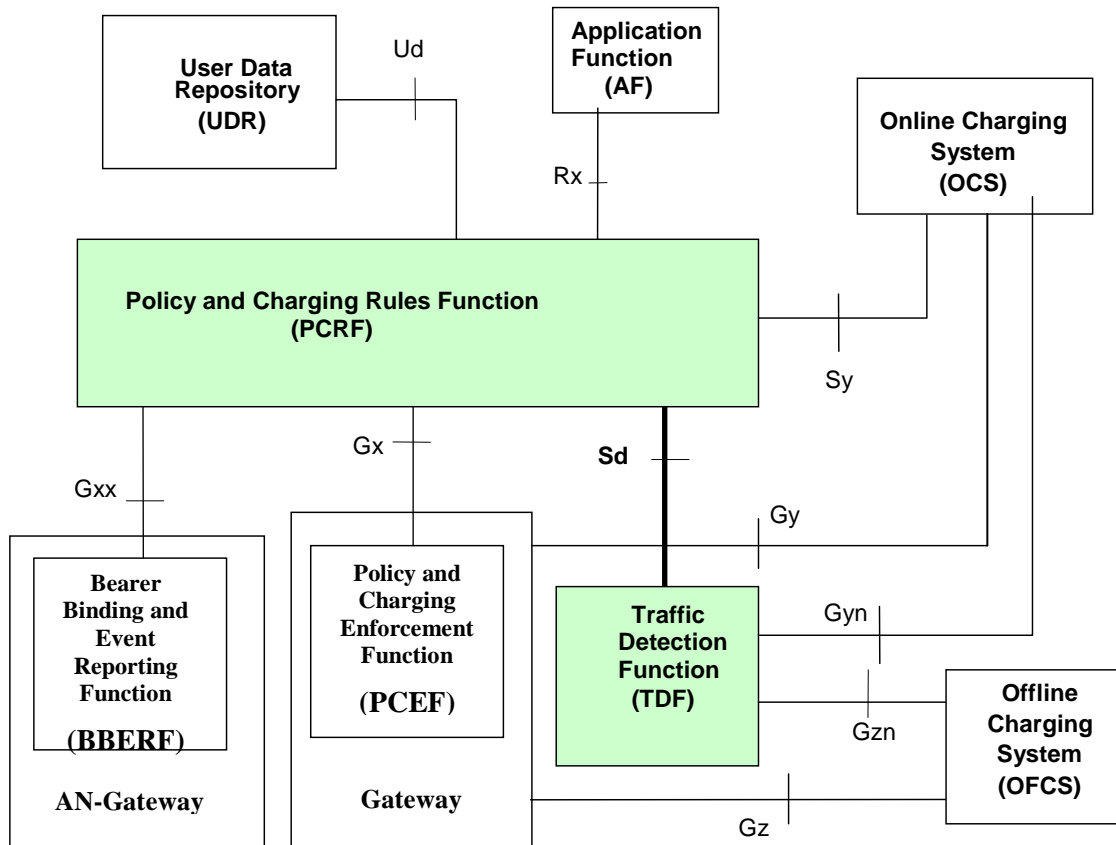 User Data
Repository
(UDR)
Ud
Application
Function
(AF)
Rx
Online Charging
System
(OCS)
Policy and Charging Rules Function
(PCRF)
Sy
Gxx
Gx
Sd
Gy
Bearer
Binding and
Event
Reporting
Function
(BBERF)
AN-Gateway
Policy and
Charging
Enforcement
Function
(PCEF)
Gateway
Traffic
Detection
Function
(TDF)
Gyn
Gzn
Gz
Offline
Charging
System
(OFCS)